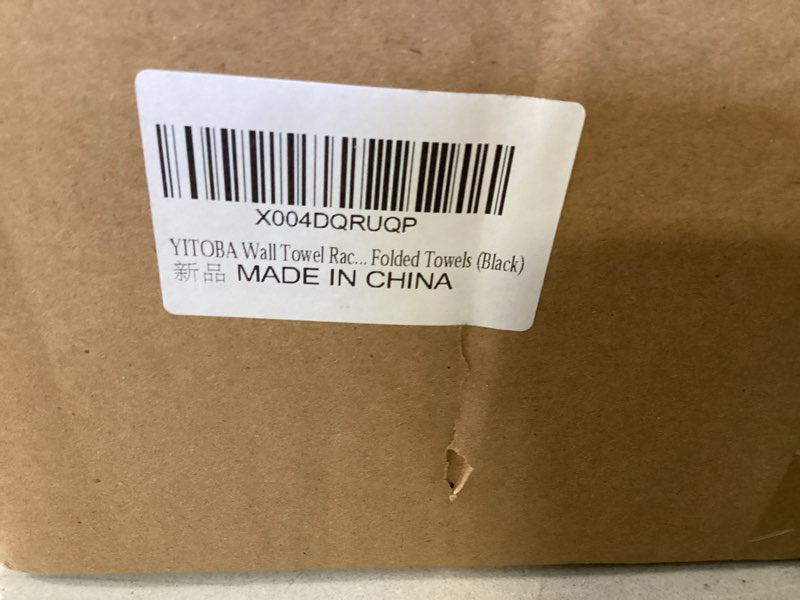 X004DQRUQP
YITOBA Wall Towel Rac... Folded Towels (Black)
新品 MADE IN CHINA